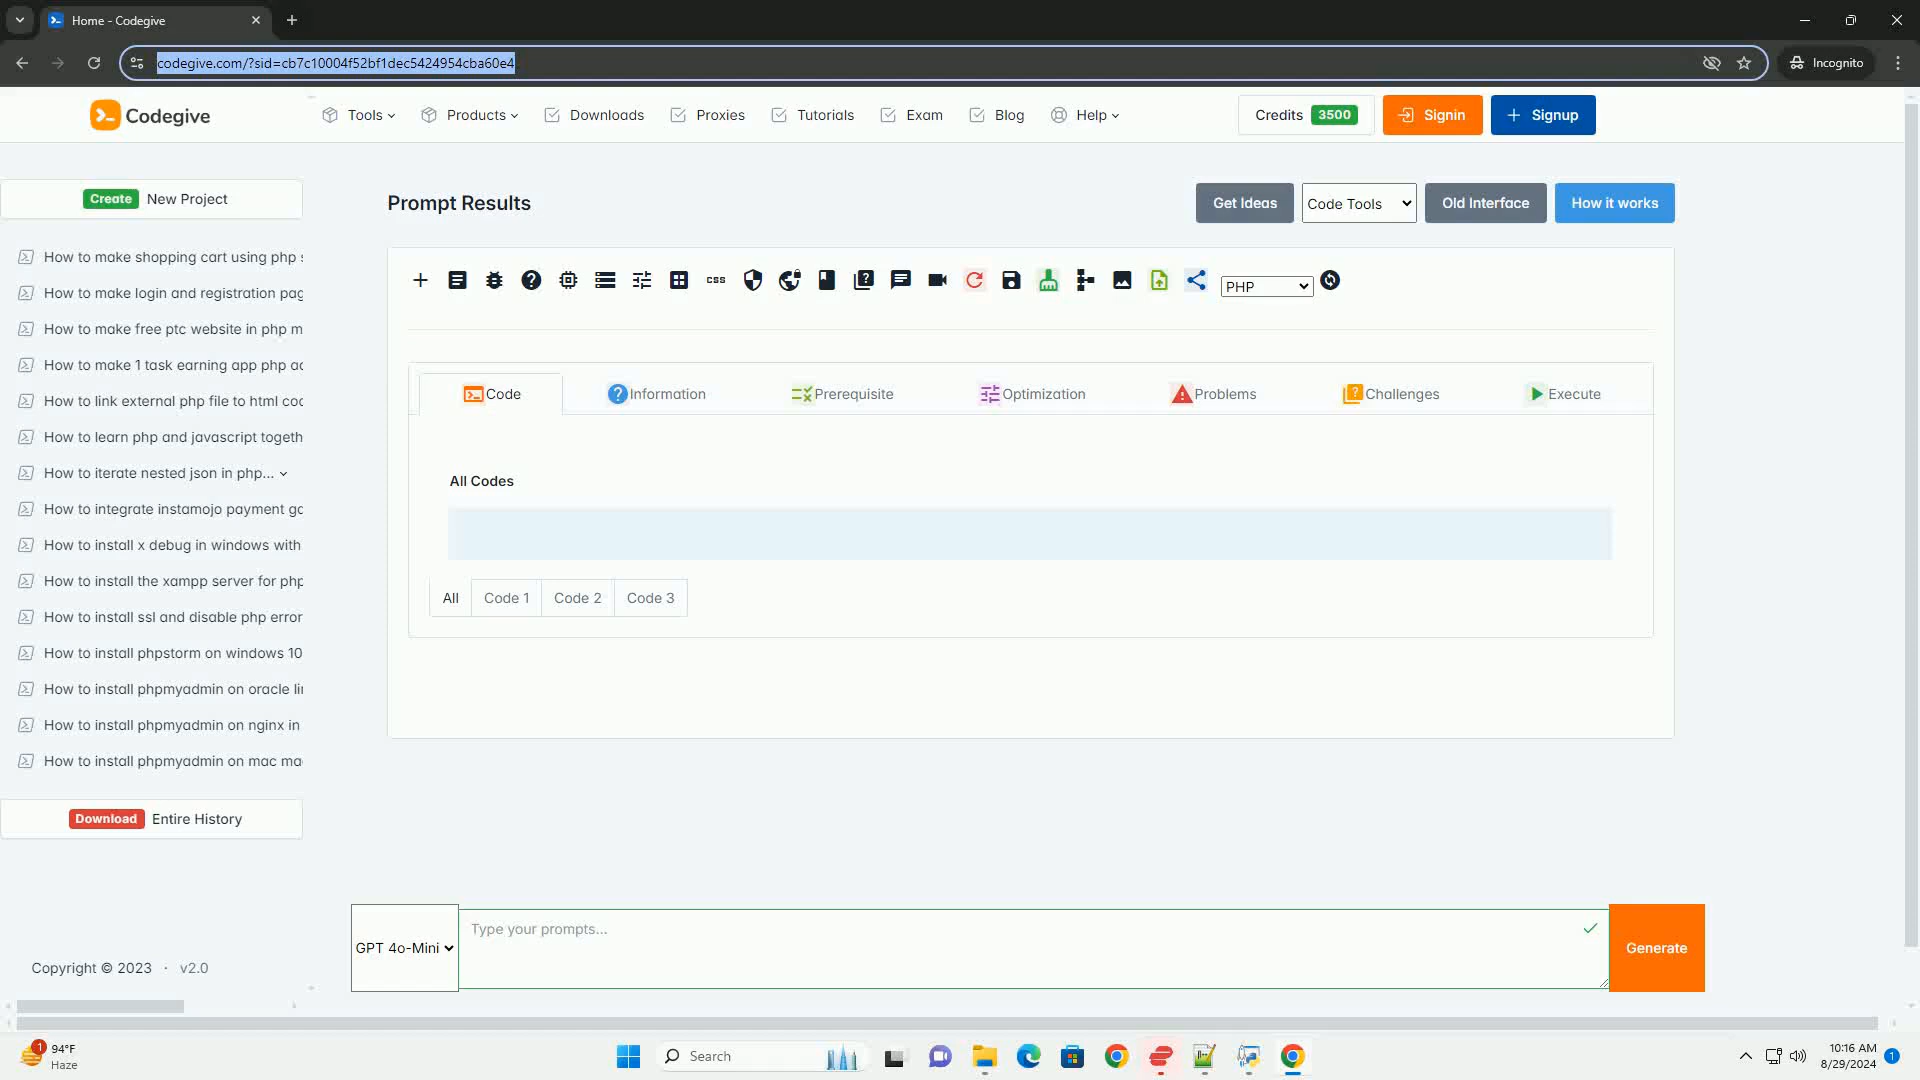 Home - Codegive
codegive.com/?sid=cb7c10004f52bf1dec5424954cba60e4
Incognito
Codegive
Tools
Products
Downloads
Proxies
Tutorials
Exam
Blog
Help
Credits 3500
Signin
Signup
Create New Project
How to make shopping cart using php s
How to make login and registration pag
How to make free ptc website in php m
How to make 1 task earning app php ad
How to link external php file to html cod
How to learn php and javascript togeth
How to iterate nested json in php...
How to integrate instamojo payment ga
How to install x debug in windows with
How to install the xampp server for php
How to install ssl and disable php error
How to install phpstorm on windows 10
How to install phpmyadmin on oracle lin
How to install phpmyadmin on nginx in
How to install phpmyadmin on mac mac
Download Entire History
Copyright © 2023 · v2.0
Prompt Results
Get Ideas
Code Tools
Old Interface
How it works
css
PHP
Code
Information
Prerequisite
Optimization
Problems
Challenges
Execute
All Codes
All
Code 1
Code 2
Code 3
GPT 4o-Mini
Type your prompts...
Generate
1
94°F
Haze
Search
10:16 AM
8/29/2024
1